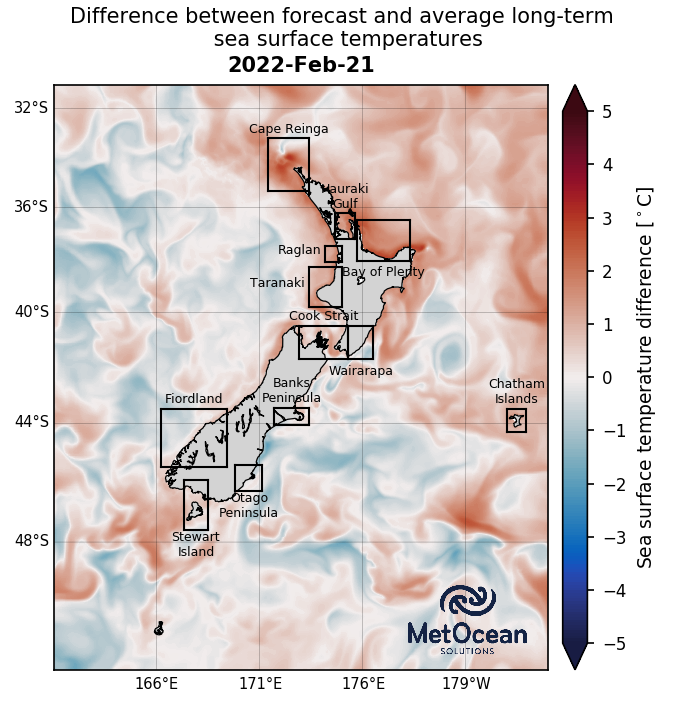 Difference between forecast and average long-term
sea surface temperatures
2022-Feb-21
32°S
36°S
40°S
44°S
48°S
166°E
171°E
176°E
179°W
Cape Reinga
Hauraki
Gulf
Raglan
Bay of Plenty
Taranaki
Cook Strait
Wairarapa
Banks
Peninsula
Fiordland
Chatham
Islands
Otago
Peninsula
Stewart
Island
MetOcean
SOLUTIONS
5
4
3
2
1
0
−1
−2
−3
−4
−5
Sea surface temperature difference [°C]